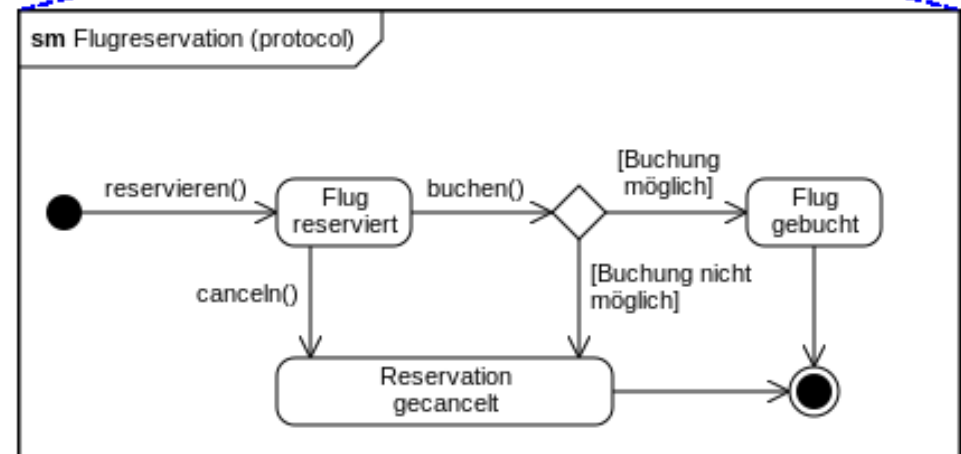 sm Flugreservation (protocol)
reservieren()
Flug
reserviert
buchen()
[Buchung
möglich]
Flug
gebucht
canceln()
[Buchung nicht
möglich]
Reservation
gecancelt